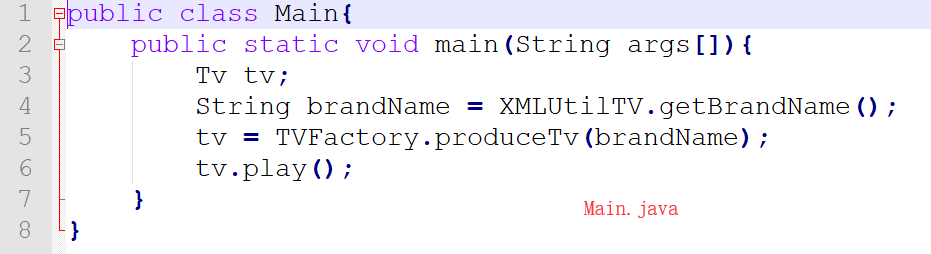 1 public class Main{
2 public static void main(String args[]){
3 Tv tv;
4 String brandName = XMLUtilTV.getBrandName();
5 tv = TVFactory.produceTv(brandName);
6 tv.play();
7 }
Main.java
8 }